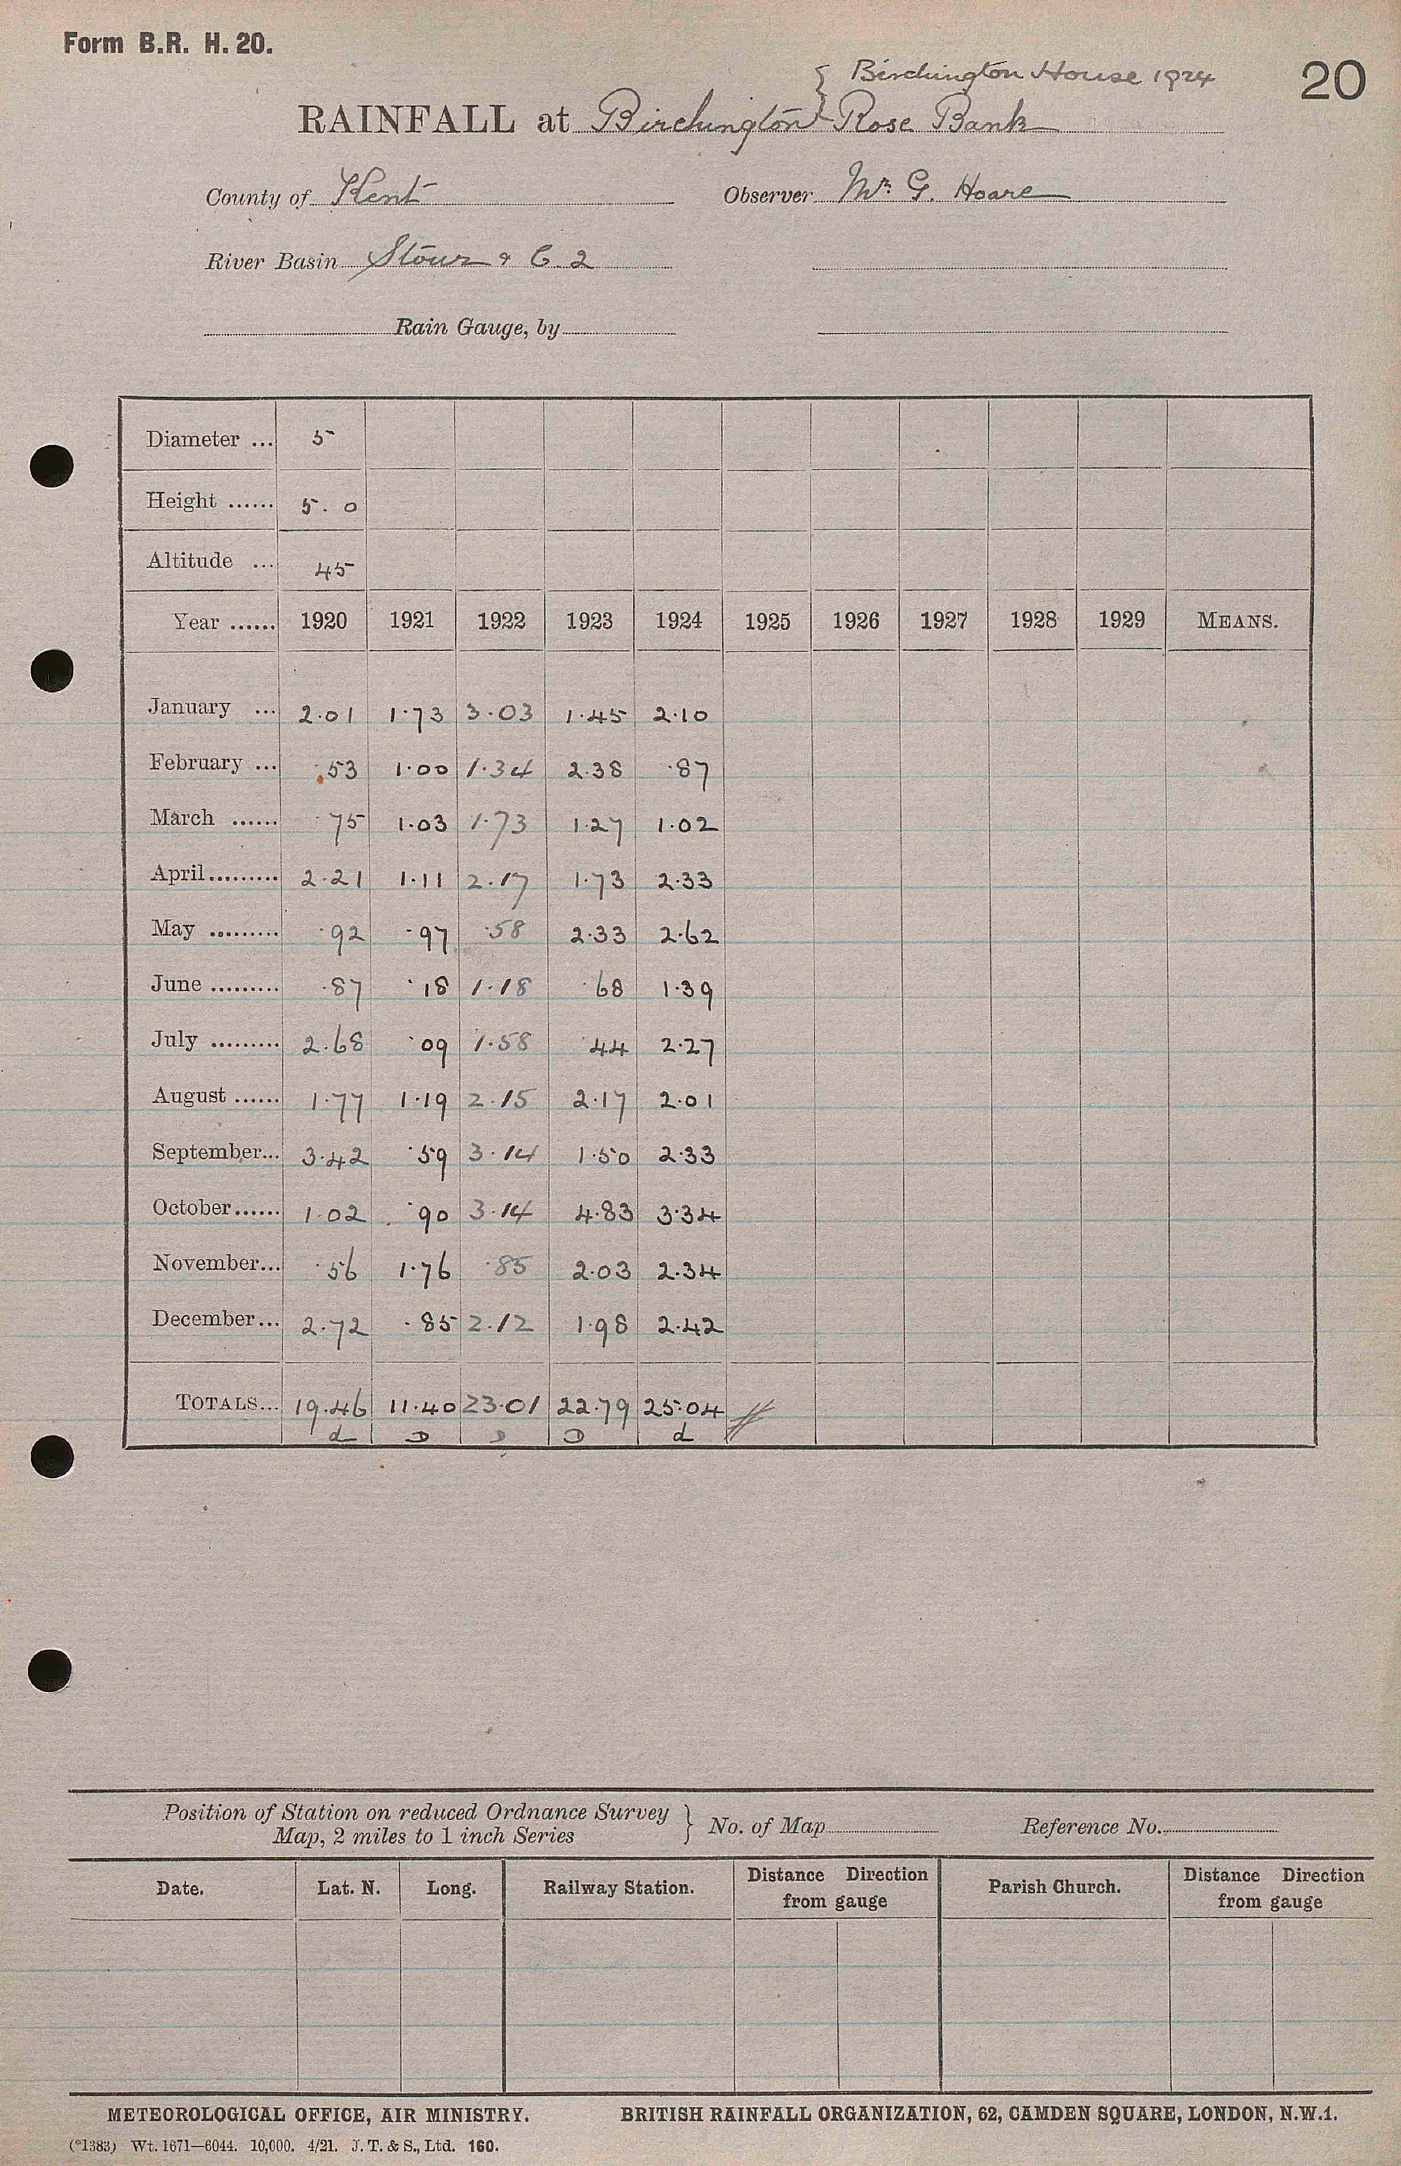 Form B.R. H. 20.
20
{ Birchington House 1924
RAINFALL at Birchington } Rose Bank
County of Kent Observer Mr. G. Hoare
River Basin Stour & C. 2
Rain Gauge, by
Diameter ... 5
Height ...... 5. 0
Altitude ... 45
Year ...... 1920 1921 1922 1923 1924 1925 1926 1927 1928 1929 MEANS.
January ... 2.01 1.73 3.03 1.45 2.10
February ... .53 1.00 1.34 2.38 .87
March ...... .75 1.03 1.73 1.27 1.02
April......... 2.21 1.11 2.17 1.73 2.33
May ......... .92 .97 .58 2.33 2.62
June ......... .87 .18 1.18 .68 1.39
July ......... 2.68 .09 1.58 .44 2.27
August ...... 1.77 1.19 2.15 2.17 2.01
September... 3.42 .59 3.14 1.50 2.33
October...... 1.02 .90 3.14 4.83 3.34
November... .56 1.76 .85 2.03 2.34
December... 2.72 .85 2.12 1.98 2.42
TOTALS... 19.46 11.40 23.01 22.79 25.04
d D D D d
Position of Station on reduced Ordnance Survey
Map, 2 miles to 1 inch Series } No. of Map Reference No.
Date. Lat. N. Long. Railway Station. Distance Direction from gauge Parish Church. Distance Direction from gauge
METEOROLOGICAL OFFICE, AIR MINISTRY. BRITISH RAINFALL ORGANIZATION, 62, CAMDEN SQUARE, LONDON, N.W.1.
(*1383) Wt. 1671—6044. 10,000. 4/21. J. T. & S., Ltd. 160.